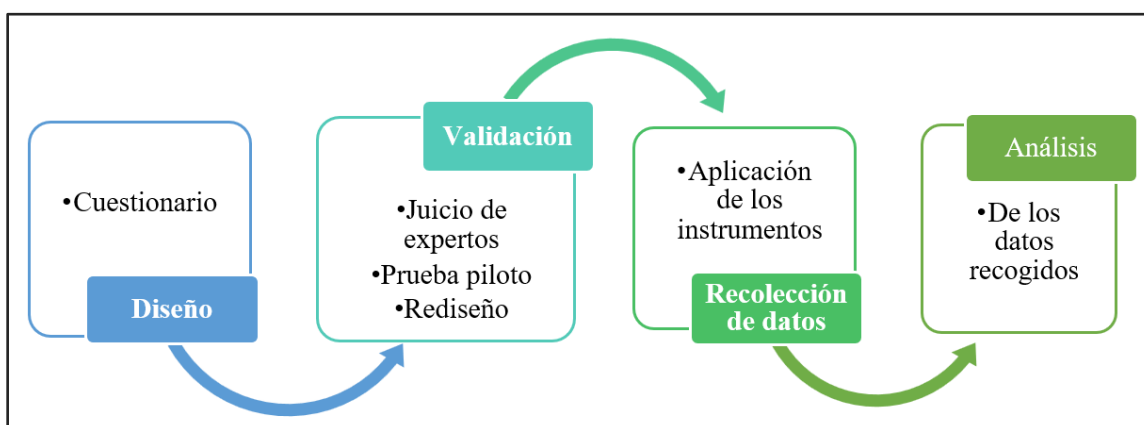 •Cuestionario
Diseño
Validación
•Juicio de
expertos
•Prueba piloto
•Rediseño
•Aplicación
de los
instrumentos
Recolección
de datos
Análisis
•De los
datos
recogidos